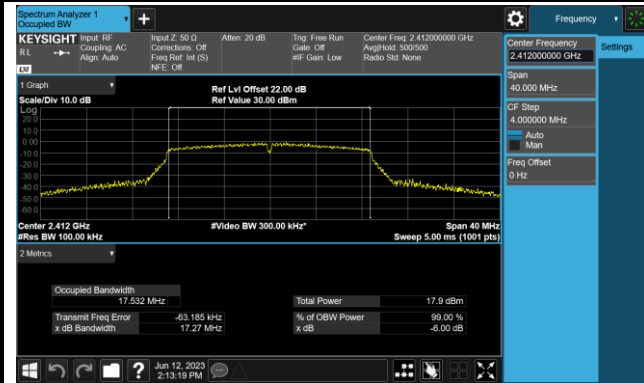 Spectrum Analyzer 1
Occupied BW
+
Frequency
KEYSIGHT
RL
LXI
Input: RF
Coupling: AC
Align: Auto
Input Z: 50 Ω
Corrections: Off
Freq Ref: Int (S)
NFE: Off
Atten: 20 dB
Trig: Free Run
Gate: Off
#IF Gain: Low
Center Freq: 2.412000000 GHz
Avg|Hold: 500/500
Radio Std: None
Center Frequency
2.412000000 GHz
Settings
Span
40.000 MHz
CF Step
4.000000 MHz
Auto
Man
Freq Offset
0 Hz
1 Graph
Scale/Div 10.0 dB
Ref Lvl Offset 22.00 dB
Ref Value 30.00 dBm
Log
20.0
10.0
0.00
-10.0
-20.0
-30.0
-40.0
-50.0
-60.0
Center 2.412 GHz
#Res BW 100.00 kHz
#Video BW 300.00 kHz*
Span 40 MHz
Sweep 5.00 ms (1001 pts)
2 Metrics
Occupied Bandwidth
17.532 MHz
Transmit Freq Error -63.185 kHz
x dB Bandwidth 17.27 MHz
Total Power 17.9 dBm
% of OBW Power 99.00 %
x dB -6.00 dB
?
Jun 12, 2023
2:13:19 PM